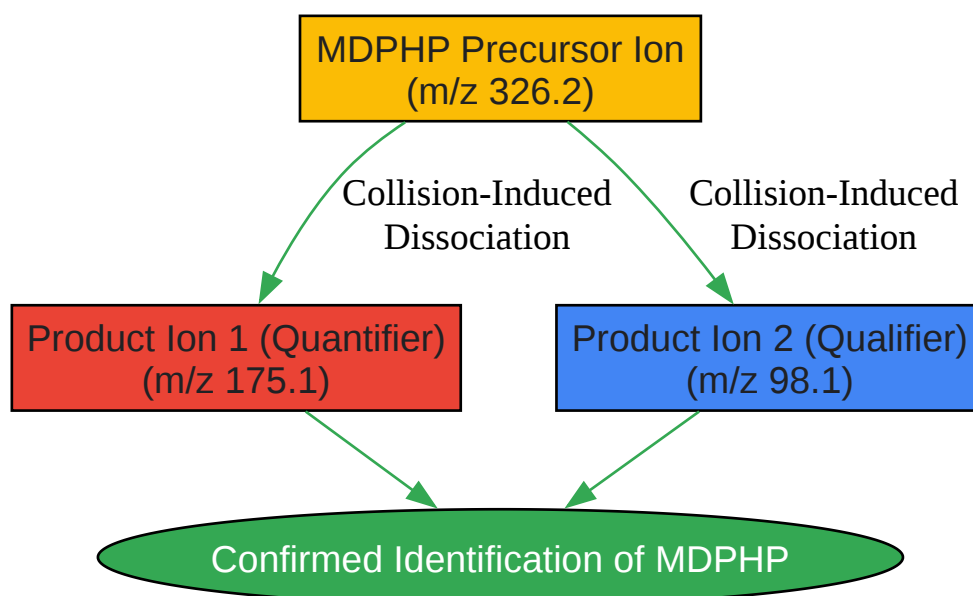 MDPHP Precursor Ion
(m/z 326.2)
Collision-Induced
Dissociation
Collision-Induced
Dissociation
Product Ion 1 (Quantifier)
(m/z 175.1)
Product Ion 2 (Qualifier)
(m/z 98.1)
Confirmed Identification of MDPHP